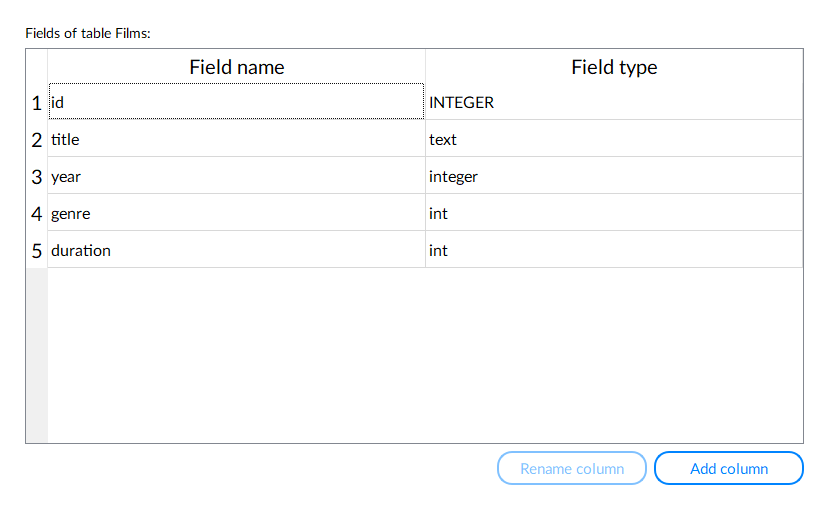 Fields of table Films:
Field name Field type
1 id INTEGER
2 title text
3 year integer
4 genre int
5 duration int
Rename column Add column